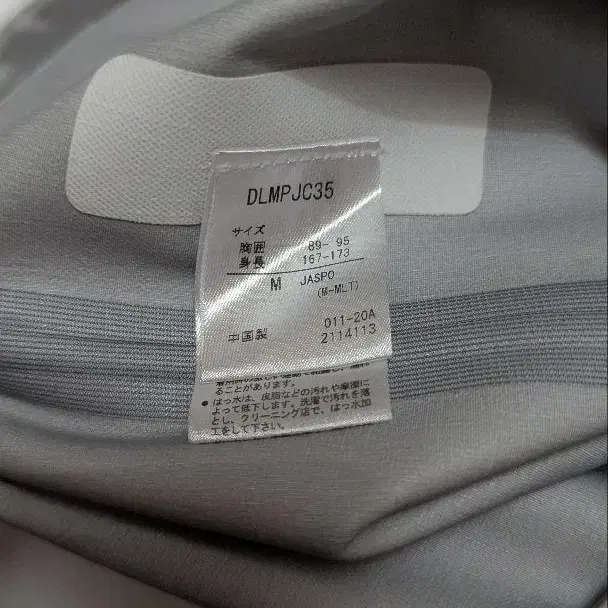 DLMPJC35
サイズ
胸囲 89- 95
身長 167-173
M JASPO
(M-MLT)
011-20A
中国製 2114113
ることがあります。
● はっ水は、皮脂などの汚れや摩擦に
よって低下します。洗濯で汚れを落
とし、クリーニング店で、はっ水加
工をして下さい。